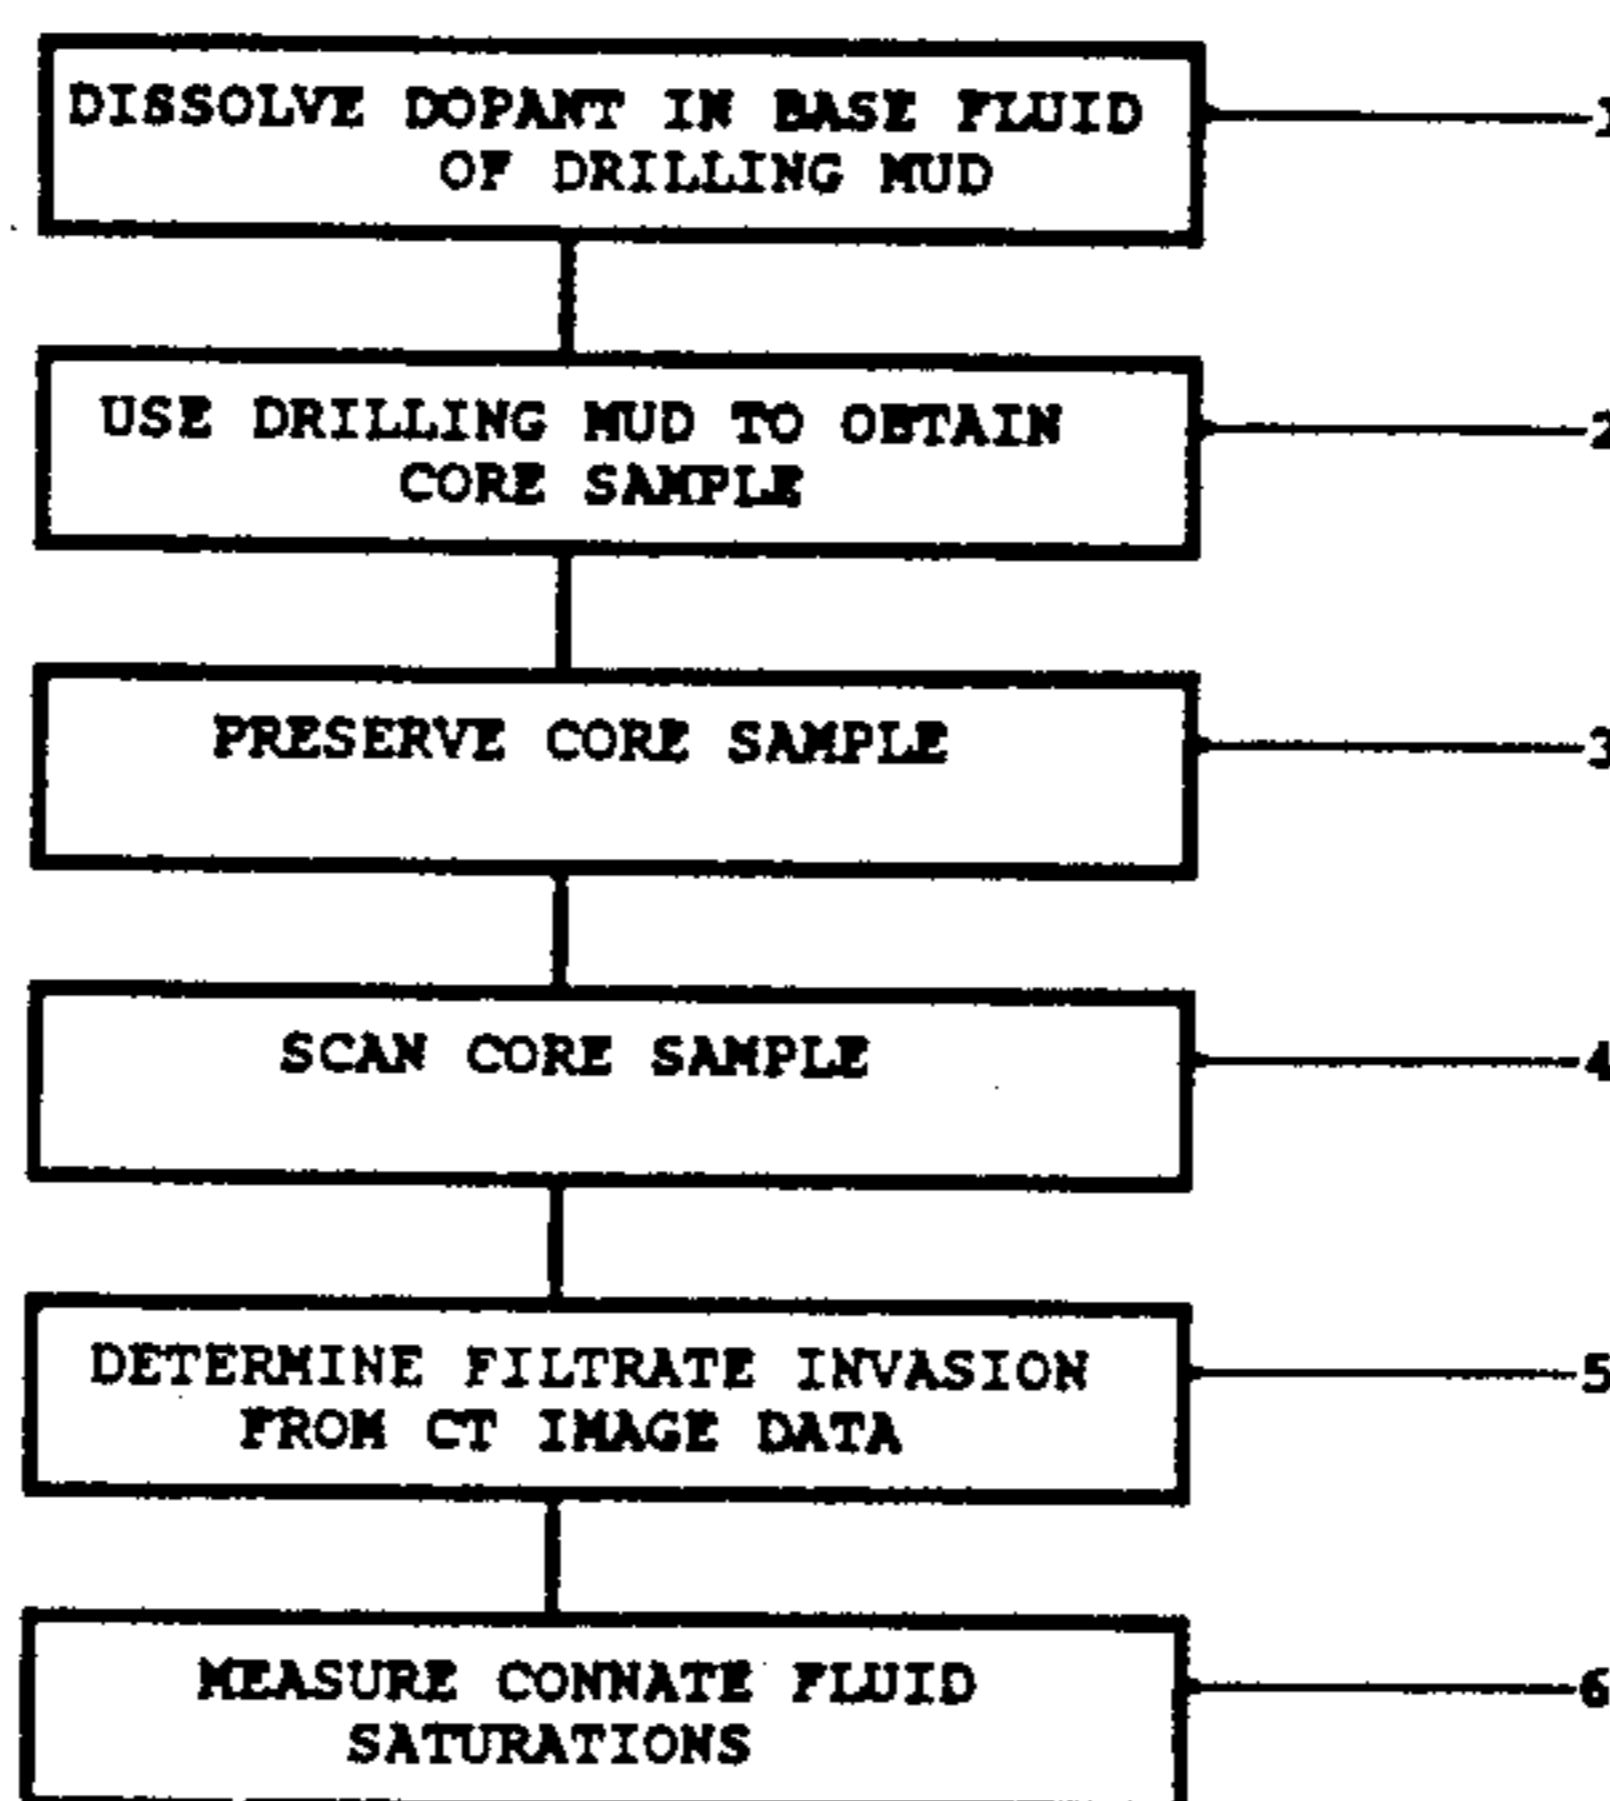 DISSOLVE DOPANT IN BASE FLUID
OF DRILLING MUD
1
USE DRILLING MUD TO OBTAIN
CORE SAMPLE
2
PRESERVE CORE SAMPLE
3
SCAN CORE SAMPLE
4
DETERMINE FILTRATE INVASION
FROM CT IMAGE DATA
5
MEASURE CONNATE FLUID
SATURATIONS
6